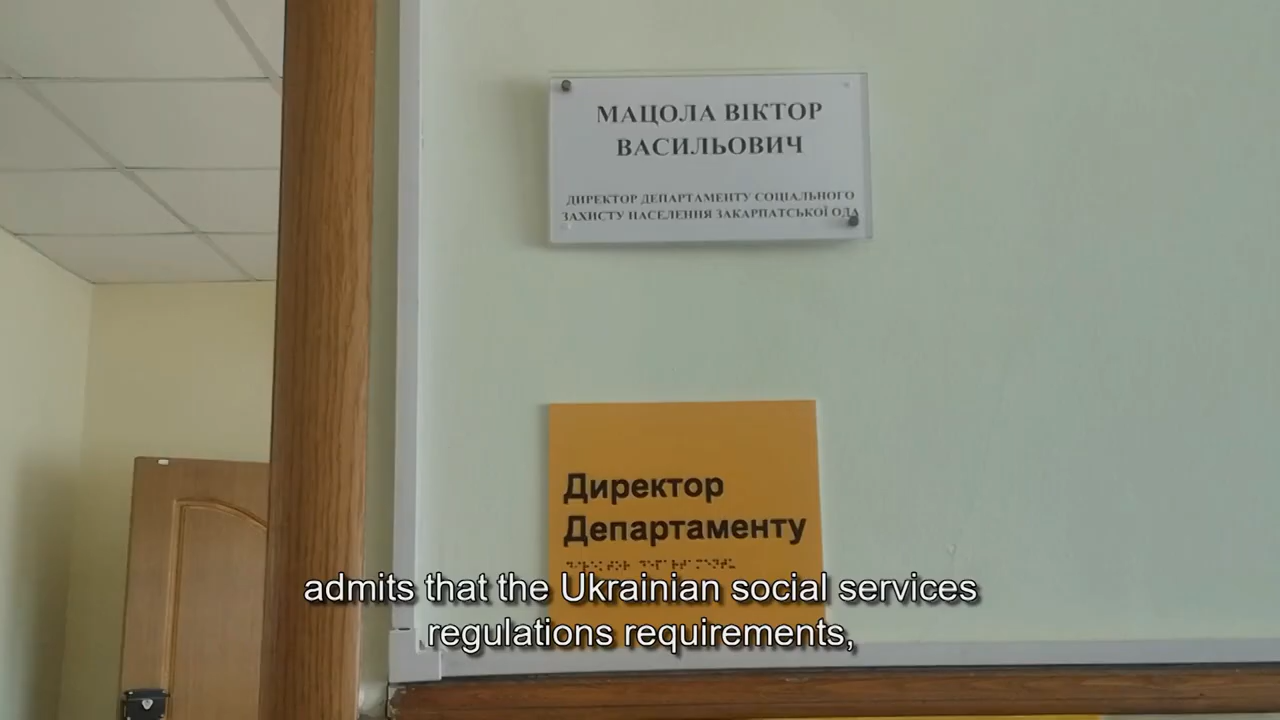 МАЦОЛА ВІКТОР
ВАСИЛЬОВИЧ
ДИРЕКТОР ДЕПАРТАМЕНТУ СОЦІАЛЬНОГО
ЗАХИСТУ НАСЕЛЕННЯ ЗАКАРПАТСЬКОЇ ОДА
Директор
Департаменту
admits that the Ukrainian social services
regulations requirements,